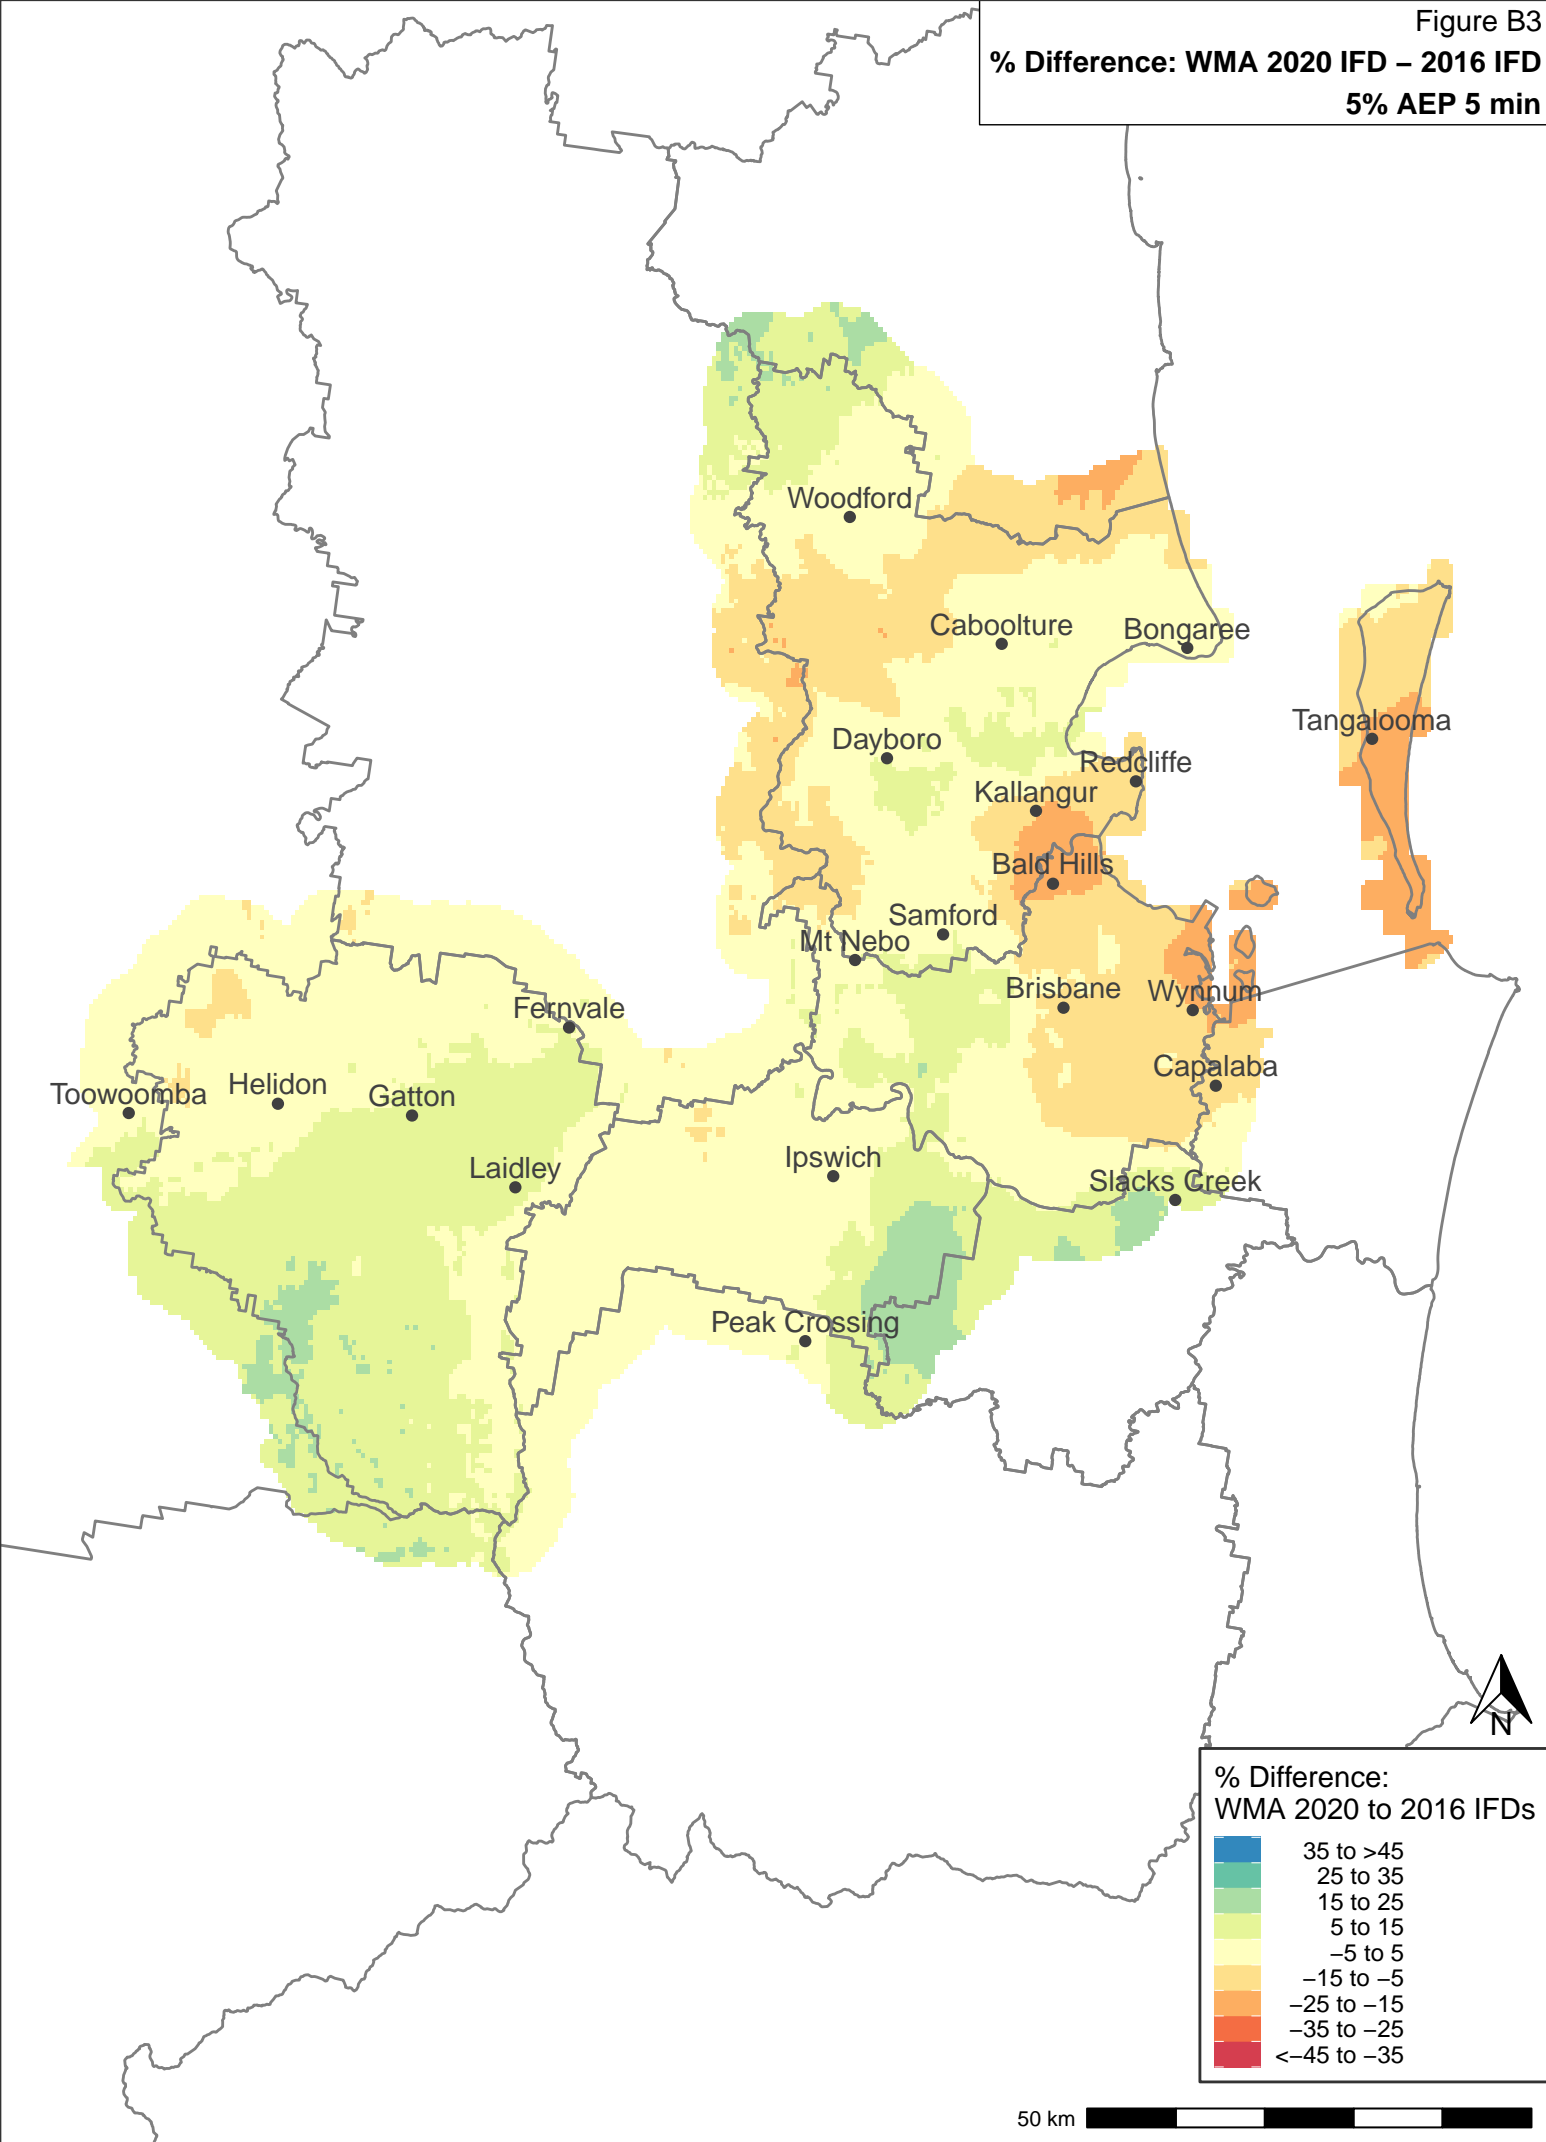 Figure B3
% Difference: WMA 2020 IFD − 2016 IFD
5% AEP 5 min
Woodford
Caboolture
Bongaree
Tangalooma
Dayboro
Redcliffe
Kallangur
Bald Hills
Samford
Mt Nebo
Brisbane
Wynnum
Fernvale
Capalaba
Toowoomba
Helidon
Gatton
Ipswich
Laidley
Slacks Creek
Peak Crossing
N
% Difference:
WMA 2020 to 2016 IFDs
35 to >45
25 to 35
15 to 25
5 to 15
−5 to 5
−15 to −5
−25 to −15
−35 to −25
<−45 to −35
50 km